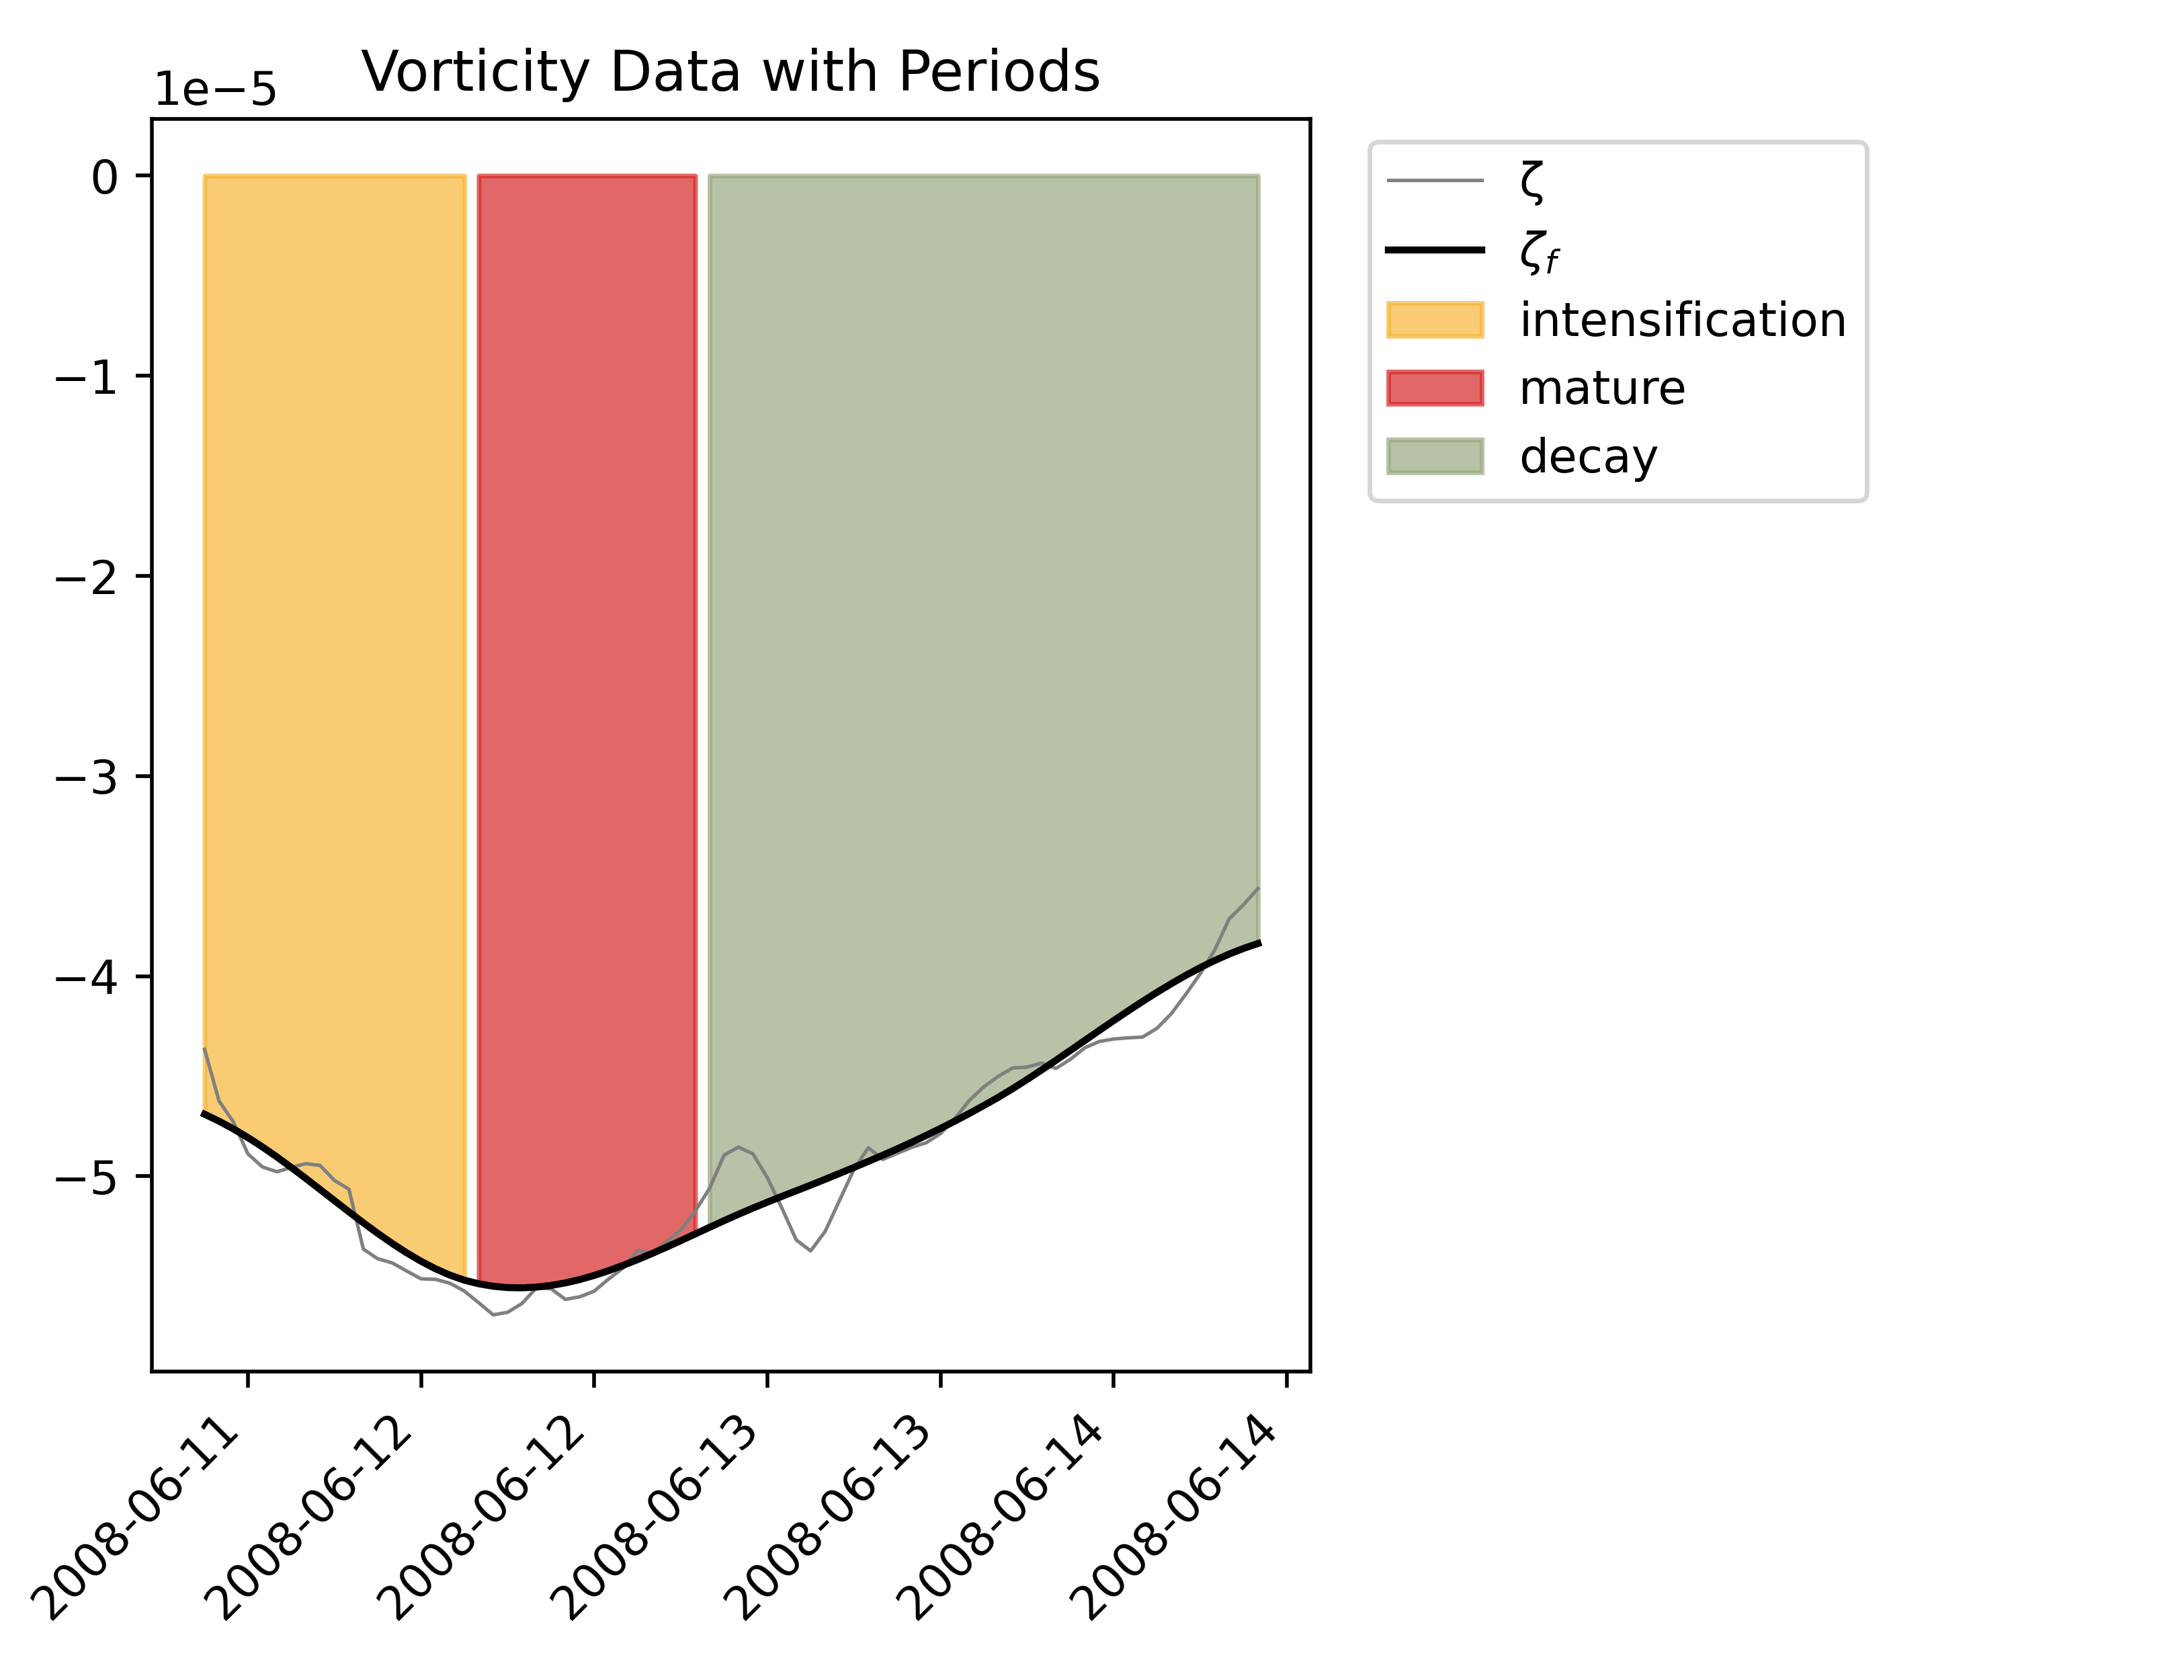 Vorticity Data with Periods
1e−5
0
−1
−2
−3
−4
−5
2008-06-11
2008-06-12
2008-06-12
2008-06-13
2008-06-13
2008-06-14
2008-06-14
ζ
ζf
intensification
mature
decay